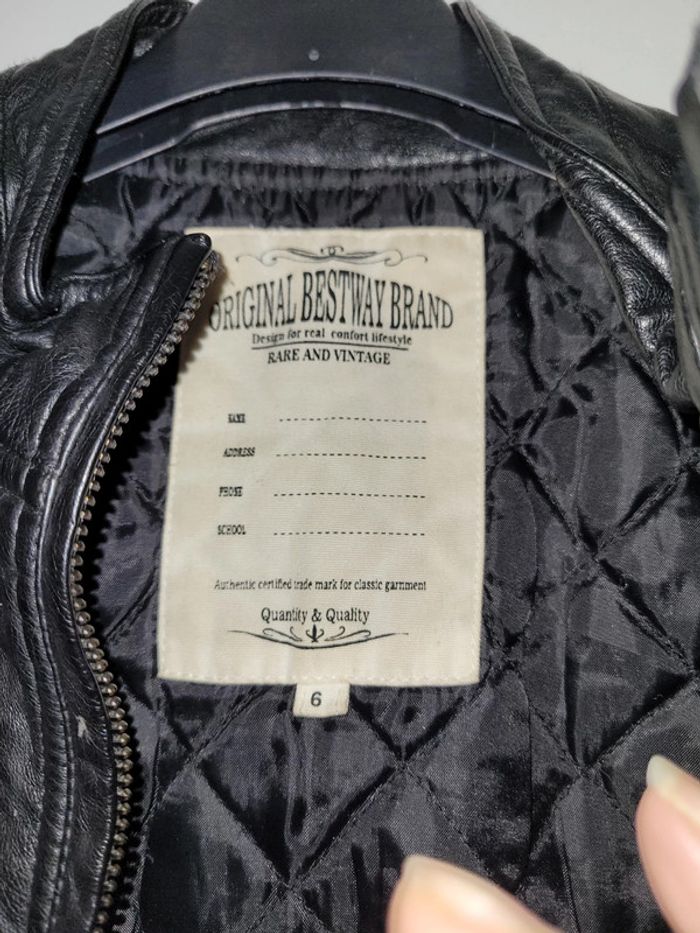 ORIGINAL BESTWAY BRAND
Design for real confort lifestyle
RARE AND VINTAGE
NAME
ADDRESS
PHONE
SCHOOL
Authentic certified trade mark for classic garnment
Quantity & Quality
6